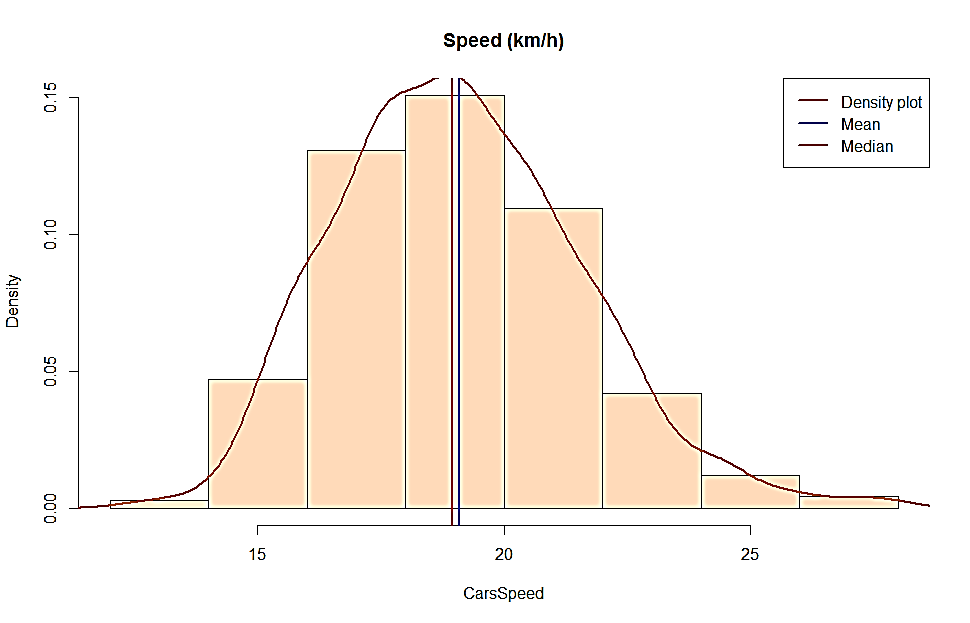 Speed (km/h)
Density plot
Mean
Median
0.15
0.10
0.05
0.00
Density
15 20 25
CarsSpeed